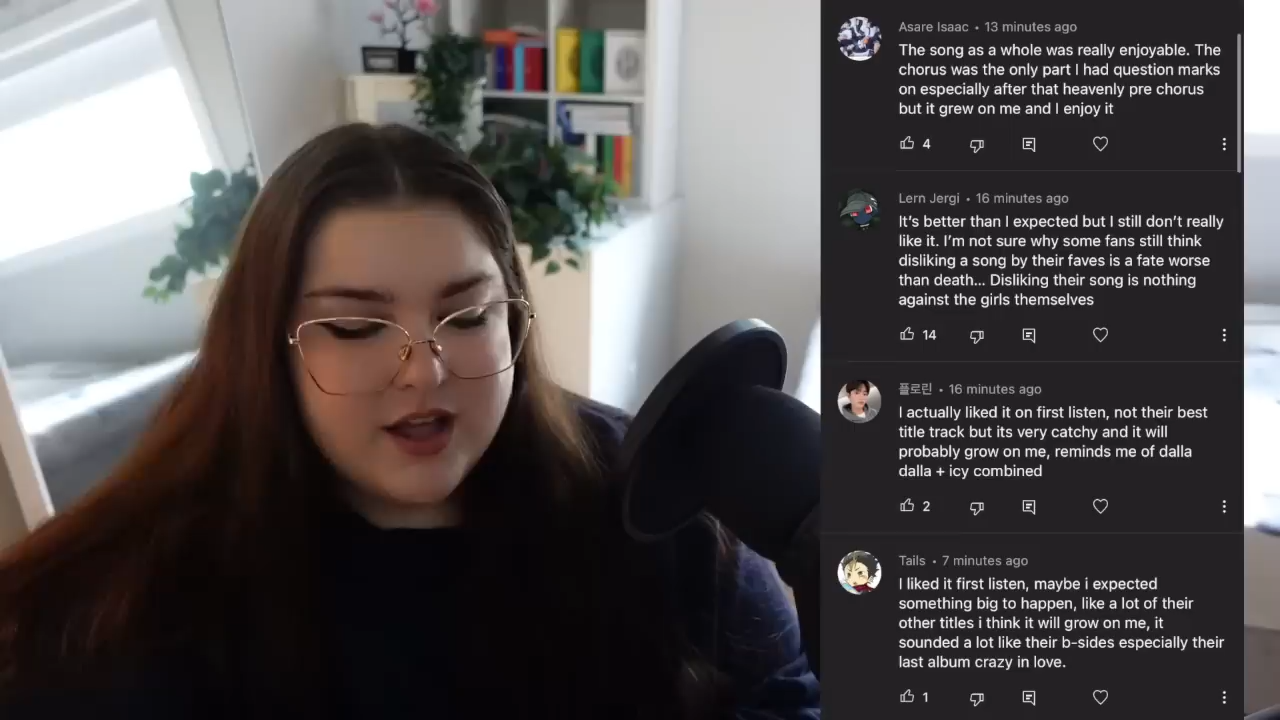 Asare Isaac • 13 minutes ago
The song as a whole was really enjoyable. The
chorus was the only part I had question marks
on especially after that heavenly pre chorus
but it grew on me and I enjoy it
4
Lern Jergi • 16 minutes ago
It's better than I expected but I still don't really
like it. I'm not sure why some fans still think
disliking a song by their faves is a fate worse
than death... Disliking their song is nothing
against the girls themselves
14
플로린 • 16 minutes ago
I actually liked it on first listen, not their best
title track but its very catchy and it will
probably grow on me, reminds me of dalla
dalla + icy combined
2
Tails • 7 minutes ago
I liked it first listen, maybe i expected
something big to happen, like a lot of their
other titles i think it will grow on me, it
sounded a lot like their b-sides especially their
last album crazy in love.
1